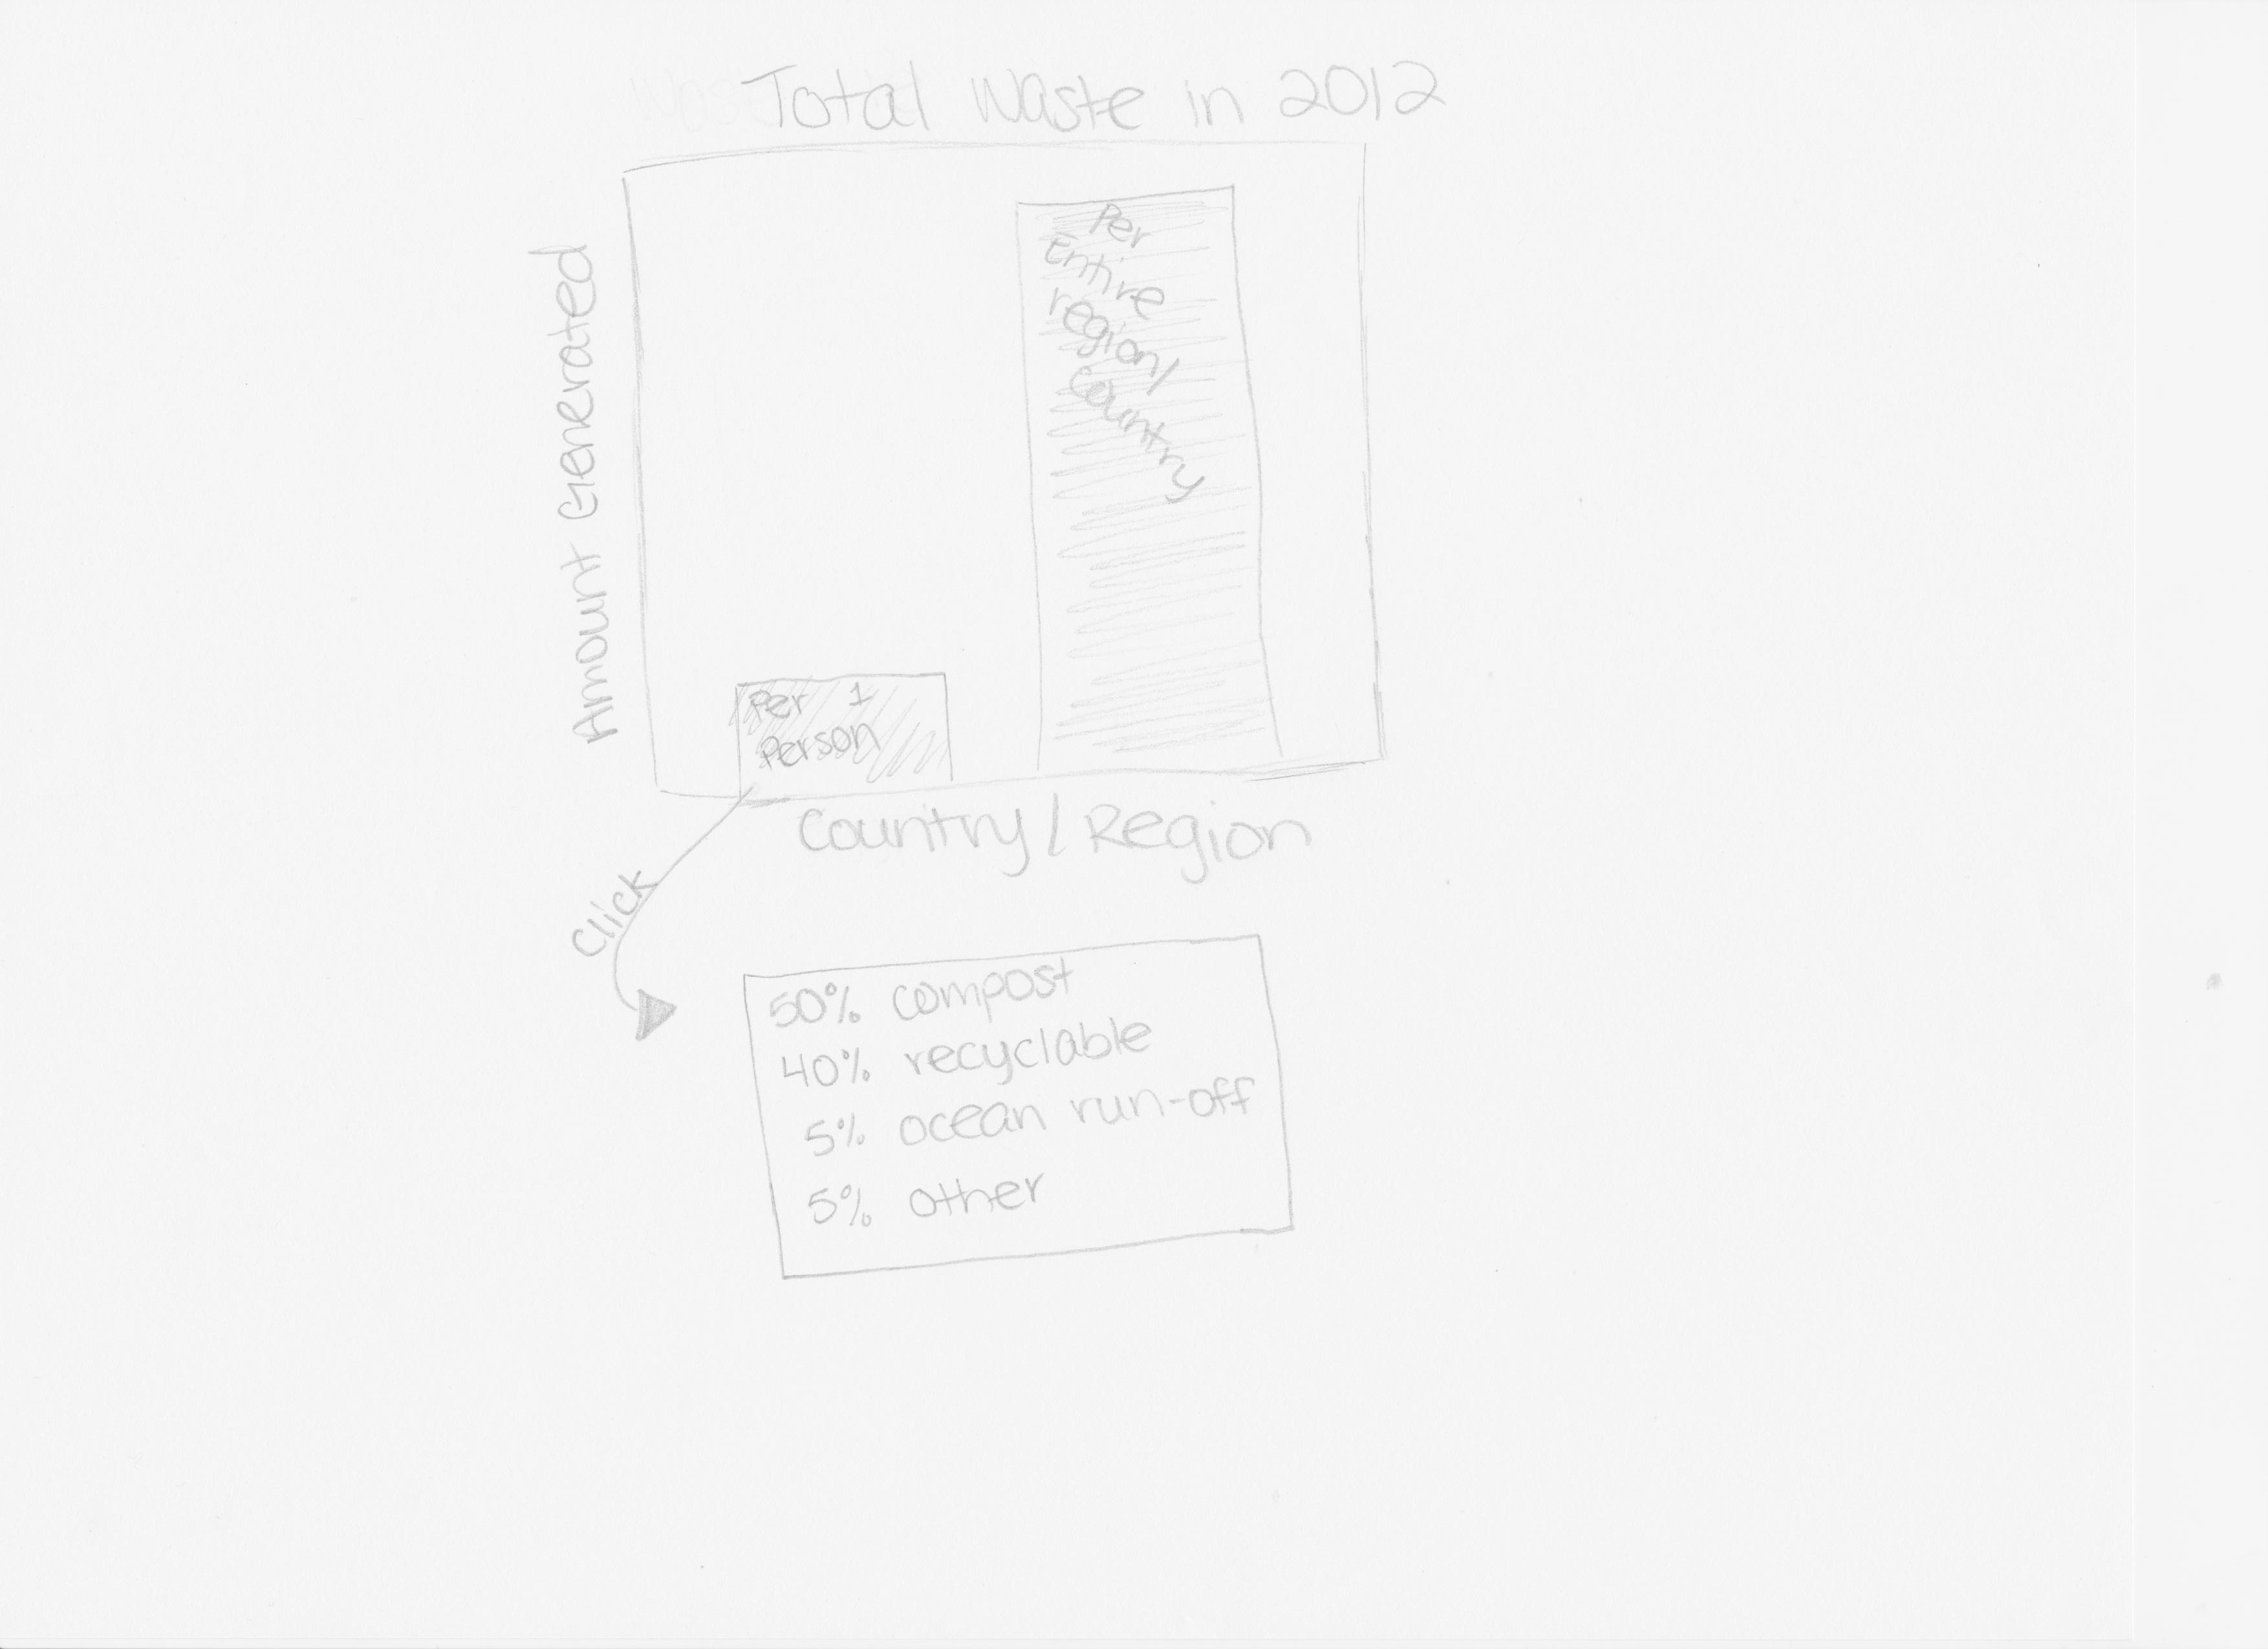 Total Waste in 2012
Amount Generated
Per
Entire
region/
Country
Per 1
Person
Country/Region
Click
50% compost
40% recyclable
5% ocean run-off
5% other